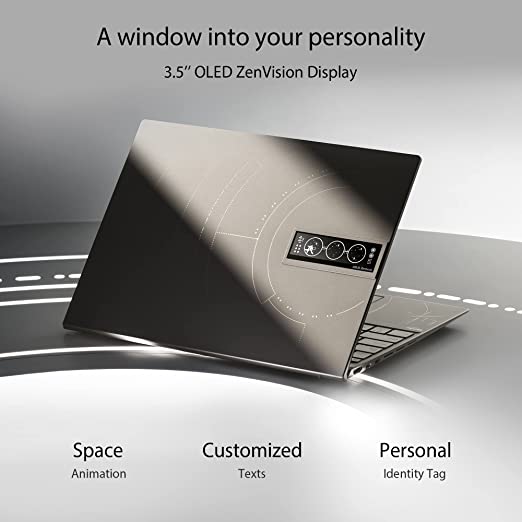 A window into your personality
3.5’’ OLED ZenVision Display
Space
Animation
Customized
Texts
Personal
Identity Tag